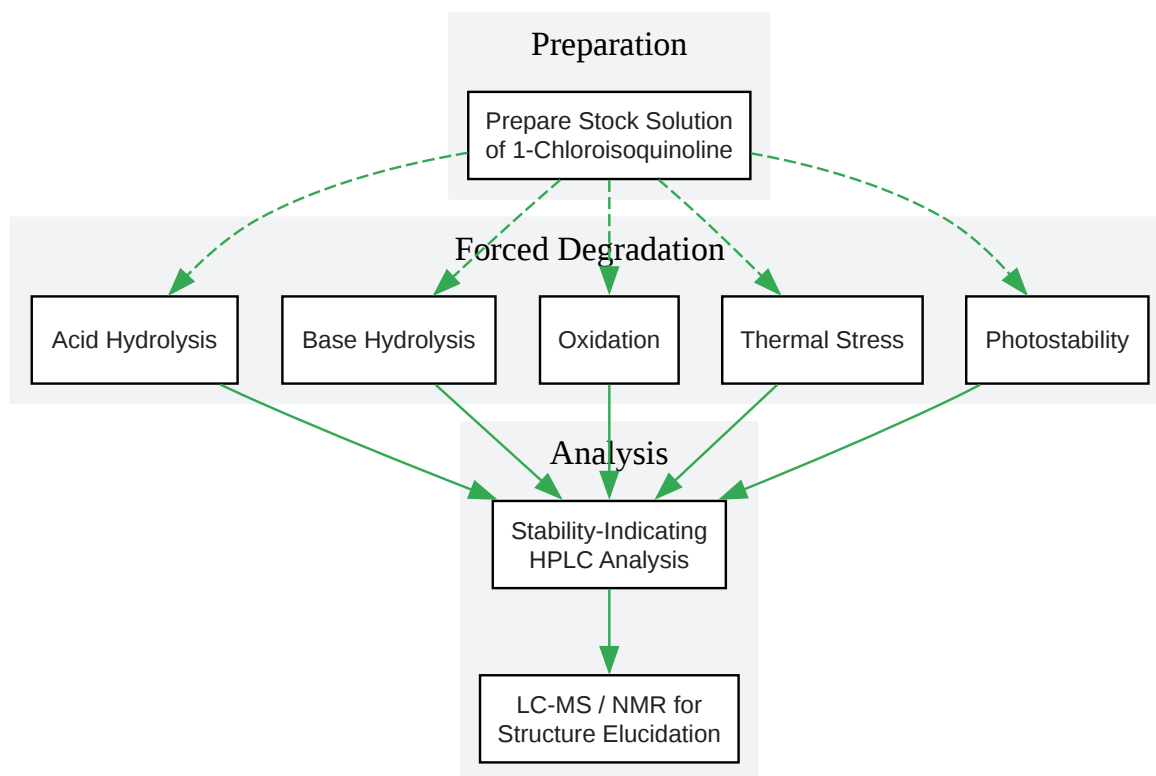 Preparation
Prepare Stock Solution
of 1-Chloroisoquinoline
Forced Degradation
Acid Hydrolysis
Base Hydrolysis
Oxidation
Thermal Stress
Photostability
Analysis
Stability-Indicating
HPLC Analysis
LC-MS / NMR for
Structure Elucidation